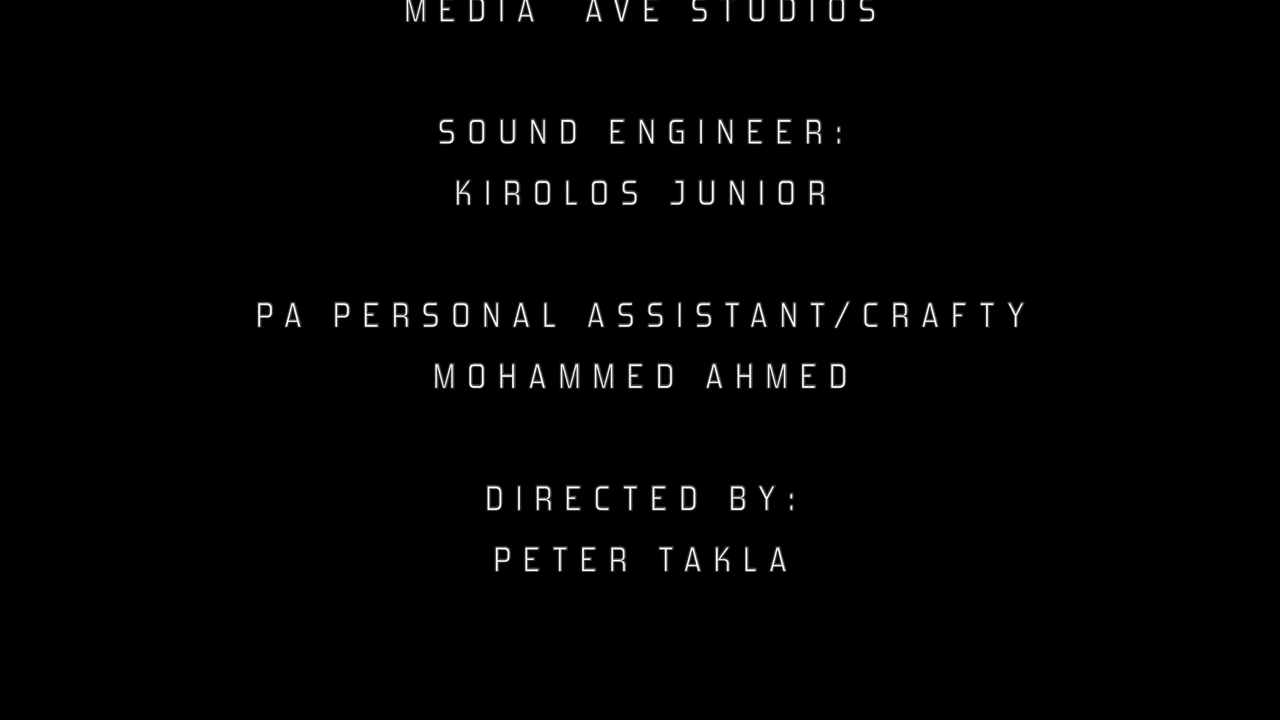 MEDIA AVE STUDIOS
SOUND ENGINEER:
KIROLOS JUNIOR
PA PERSONAL ASSISTANT/CRAFTY
MOHAMMED AHMED
DIRECTED BY:
PETER TAKLA